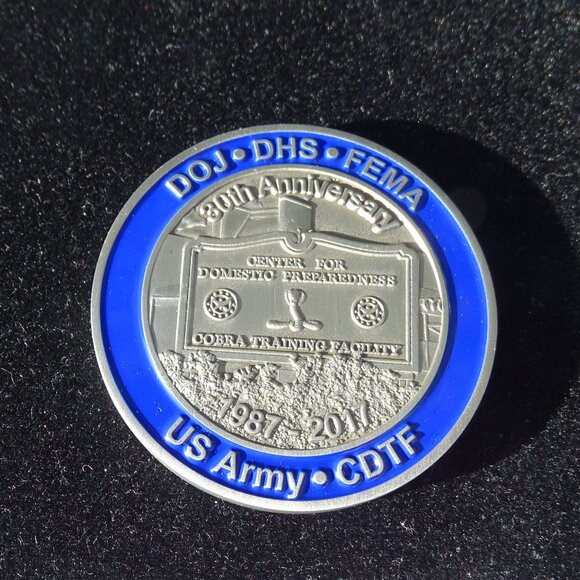 DOJ • DHS • FEMA
30th Anniversary
CENTER FOR
DOMESTIC PREPAREDNESS
COBRA TRAINING FACILITY
1987 - 2017
US Army • CDTF